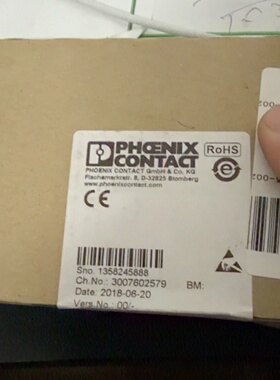 PHOENIX
CONTACT
RoHS
PHOENIX CONTACT GmbH & Co. KG
Flachsmarktstr. 8, D-32825 Blomberg
www.phoenixcontact.com
CE
e
Sno. 1358245888
Ch.No.: 3007602579
BM:
Date: 2018-06-20
Vers.No.: 00/-